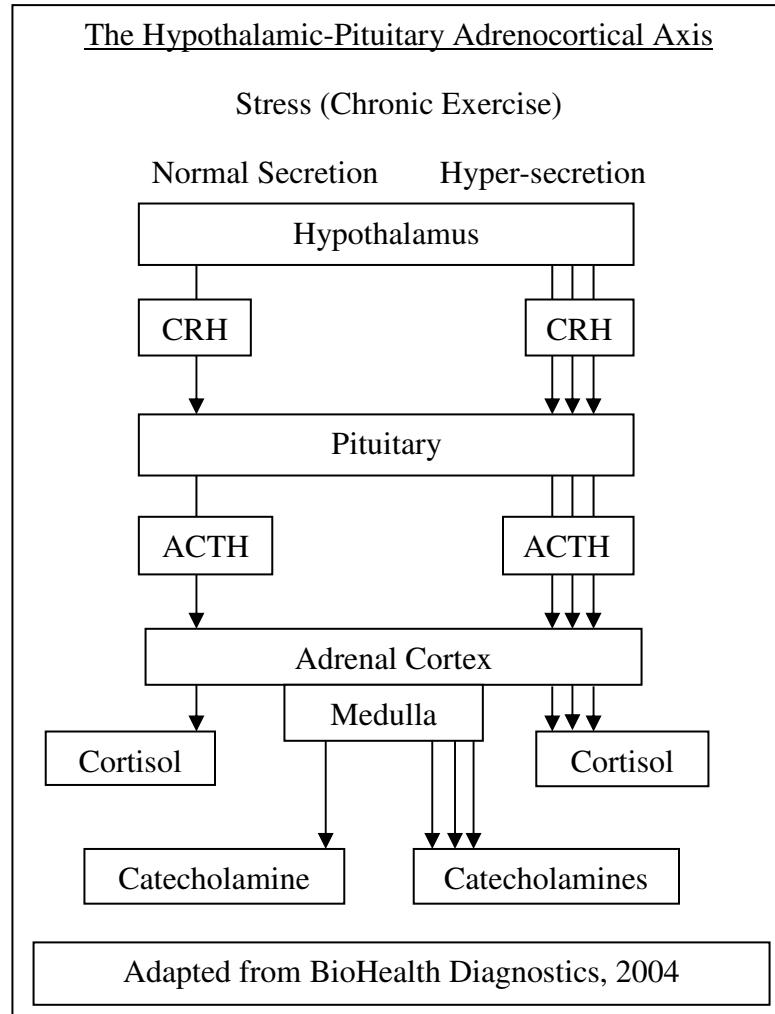 The Hypothalamic-Pituitary Adrenocortical Axis
Stress (Chronic Exercise)
Normal Secretion Hyper-secretion
Hypothalamus
CRH CRH
Pituitary
ACTH ACTH
Adrenal Cortex
Medulla
Cortisol Cortisol
Catecholamine Catecholamines
Adapted from BioHealth Diagnostics, 2004